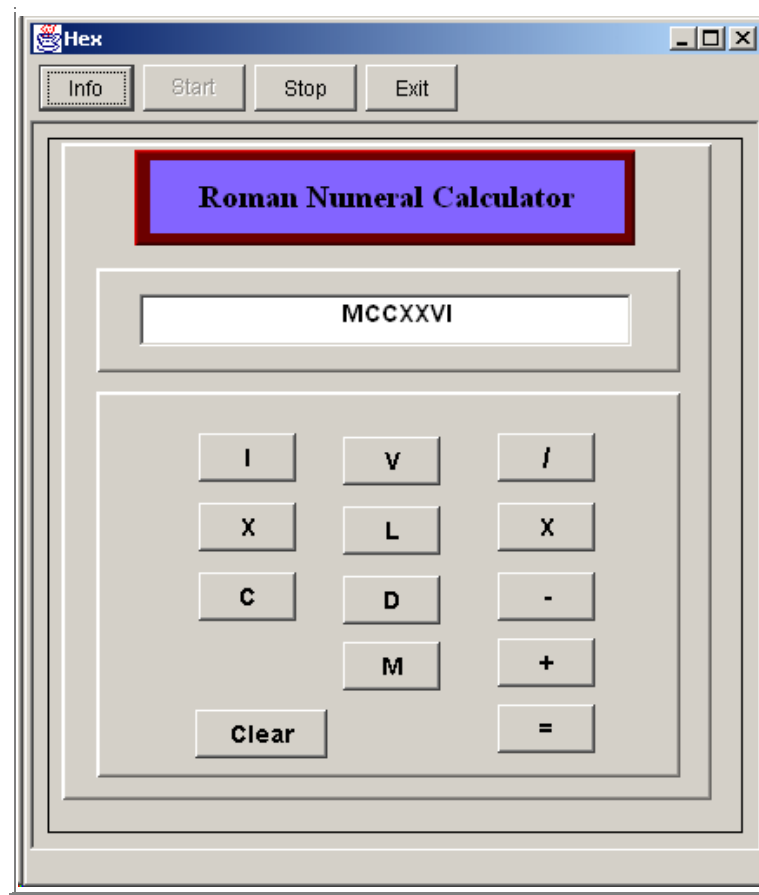 Hex
Info Start Stop Exit
Roman Numeral Calculator
MCCXXVI
I V /
X L X
C D -
M +
Clear =